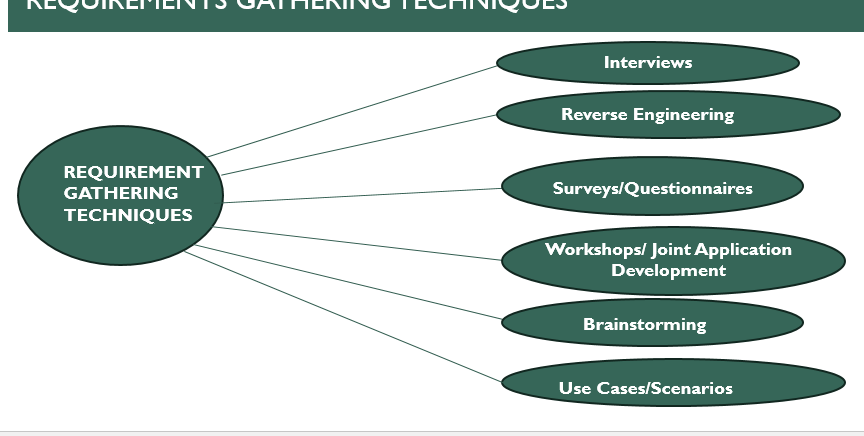 REQUIREMENTS GATHERING TECHNIQUES
Interviews
Reverse Engineering
REQUIREMENT
GATHERING
TECHNIQUES
Surveys/Questionnaires
Workshops/ Joint Application
Development
Brainstorming
Use Cases/Scenarios